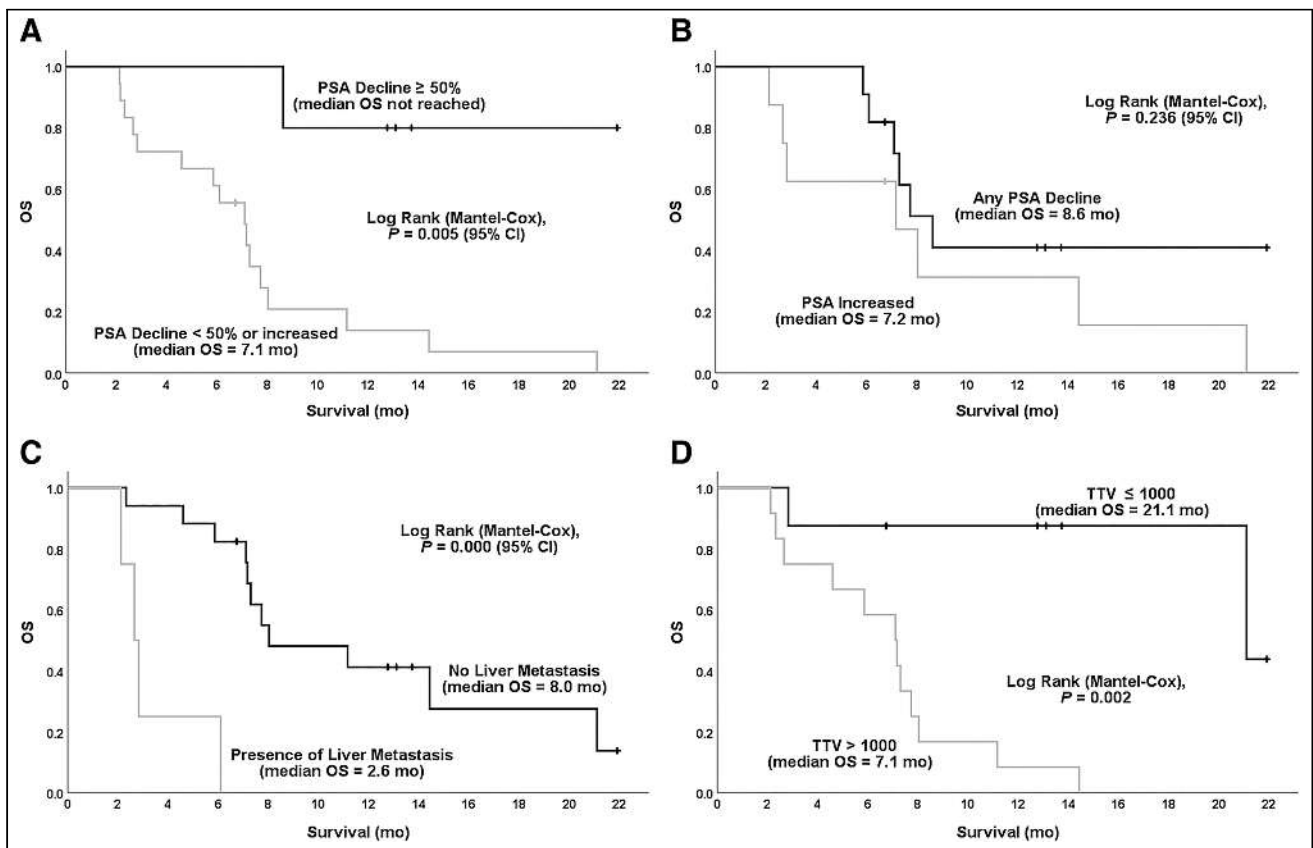 A
OS
1.0
0.8
0.6
0.4
0.2
0.0
PSA Decline ≥ 50%
(median OS not reached)
Log Rank (Mantel-Cox),
P = 0.005 (95% CI)
PSA Decline < 50% or increased
(median OS = 7.1 mo)
0 2 4 6 8 10 12 14 16 18 20 22
Survival (mo)
B
OS
1.0
0.8
0.6
0.4
0.2
0.0
Log Rank (Mantel-Cox),
P = 0.236 (95% CI)
Any PSA Decline
(median OS = 8.6 mo)
PSA Increased
(median OS = 7.2 mo)
0 2 4 6 8 10 12 14 16 18 20 22
Survival (mo)
C
OS
1.0
0.8
0.6
0.4
0.2
0.0
Log Rank (Mantel-Cox),
P = 0.000 (95% CI)
No Liver Metastasis
(median OS = 8.0 mo)
Presence of Liver Metastasis
(median OS = 2.6 mo)
0 2 4 6 8 10 12 14 16 18 20 22
Survival (mo)
D
OS
1.0
0.8
0.6
0.4
0.2
0.0
TTV ≤ 1000
(median OS = 21.1 mo)
Log Rank (Mantel-Cox),
P = 0.002
TTV > 1000
(median OS = 7.1 mo)
0 2 4 6 8 10 12 14 16 18 20 22
Survival (mo)